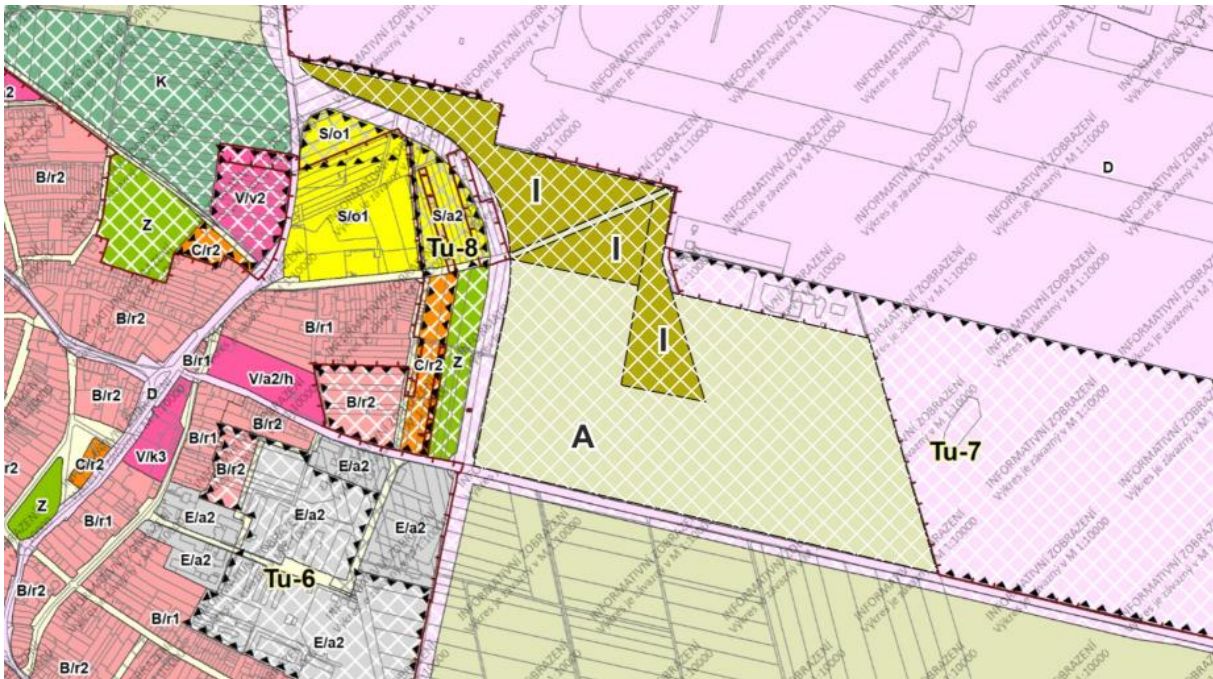 INFORMATIVNÍ ZOBRAZENÍ
Výkres je závazný v M 1:10000
K
S/o1
B/r2
V/v2
I
D
Z
S/o1
S/a2
Tu-8
C/r2
I
B/r2
B/r1
I
B/r1
Z
C/r2
V/a2/h
D
B/r2
B/r2
A
B/r2
B/r1
Tu-7
C/r2
V/k3
B/r2
E/a2
r2
Z
B/r1
E/a2
E/a2
E/a2
E/a2
Tu-6
B/r2
B/r1
E/a2
B/r2